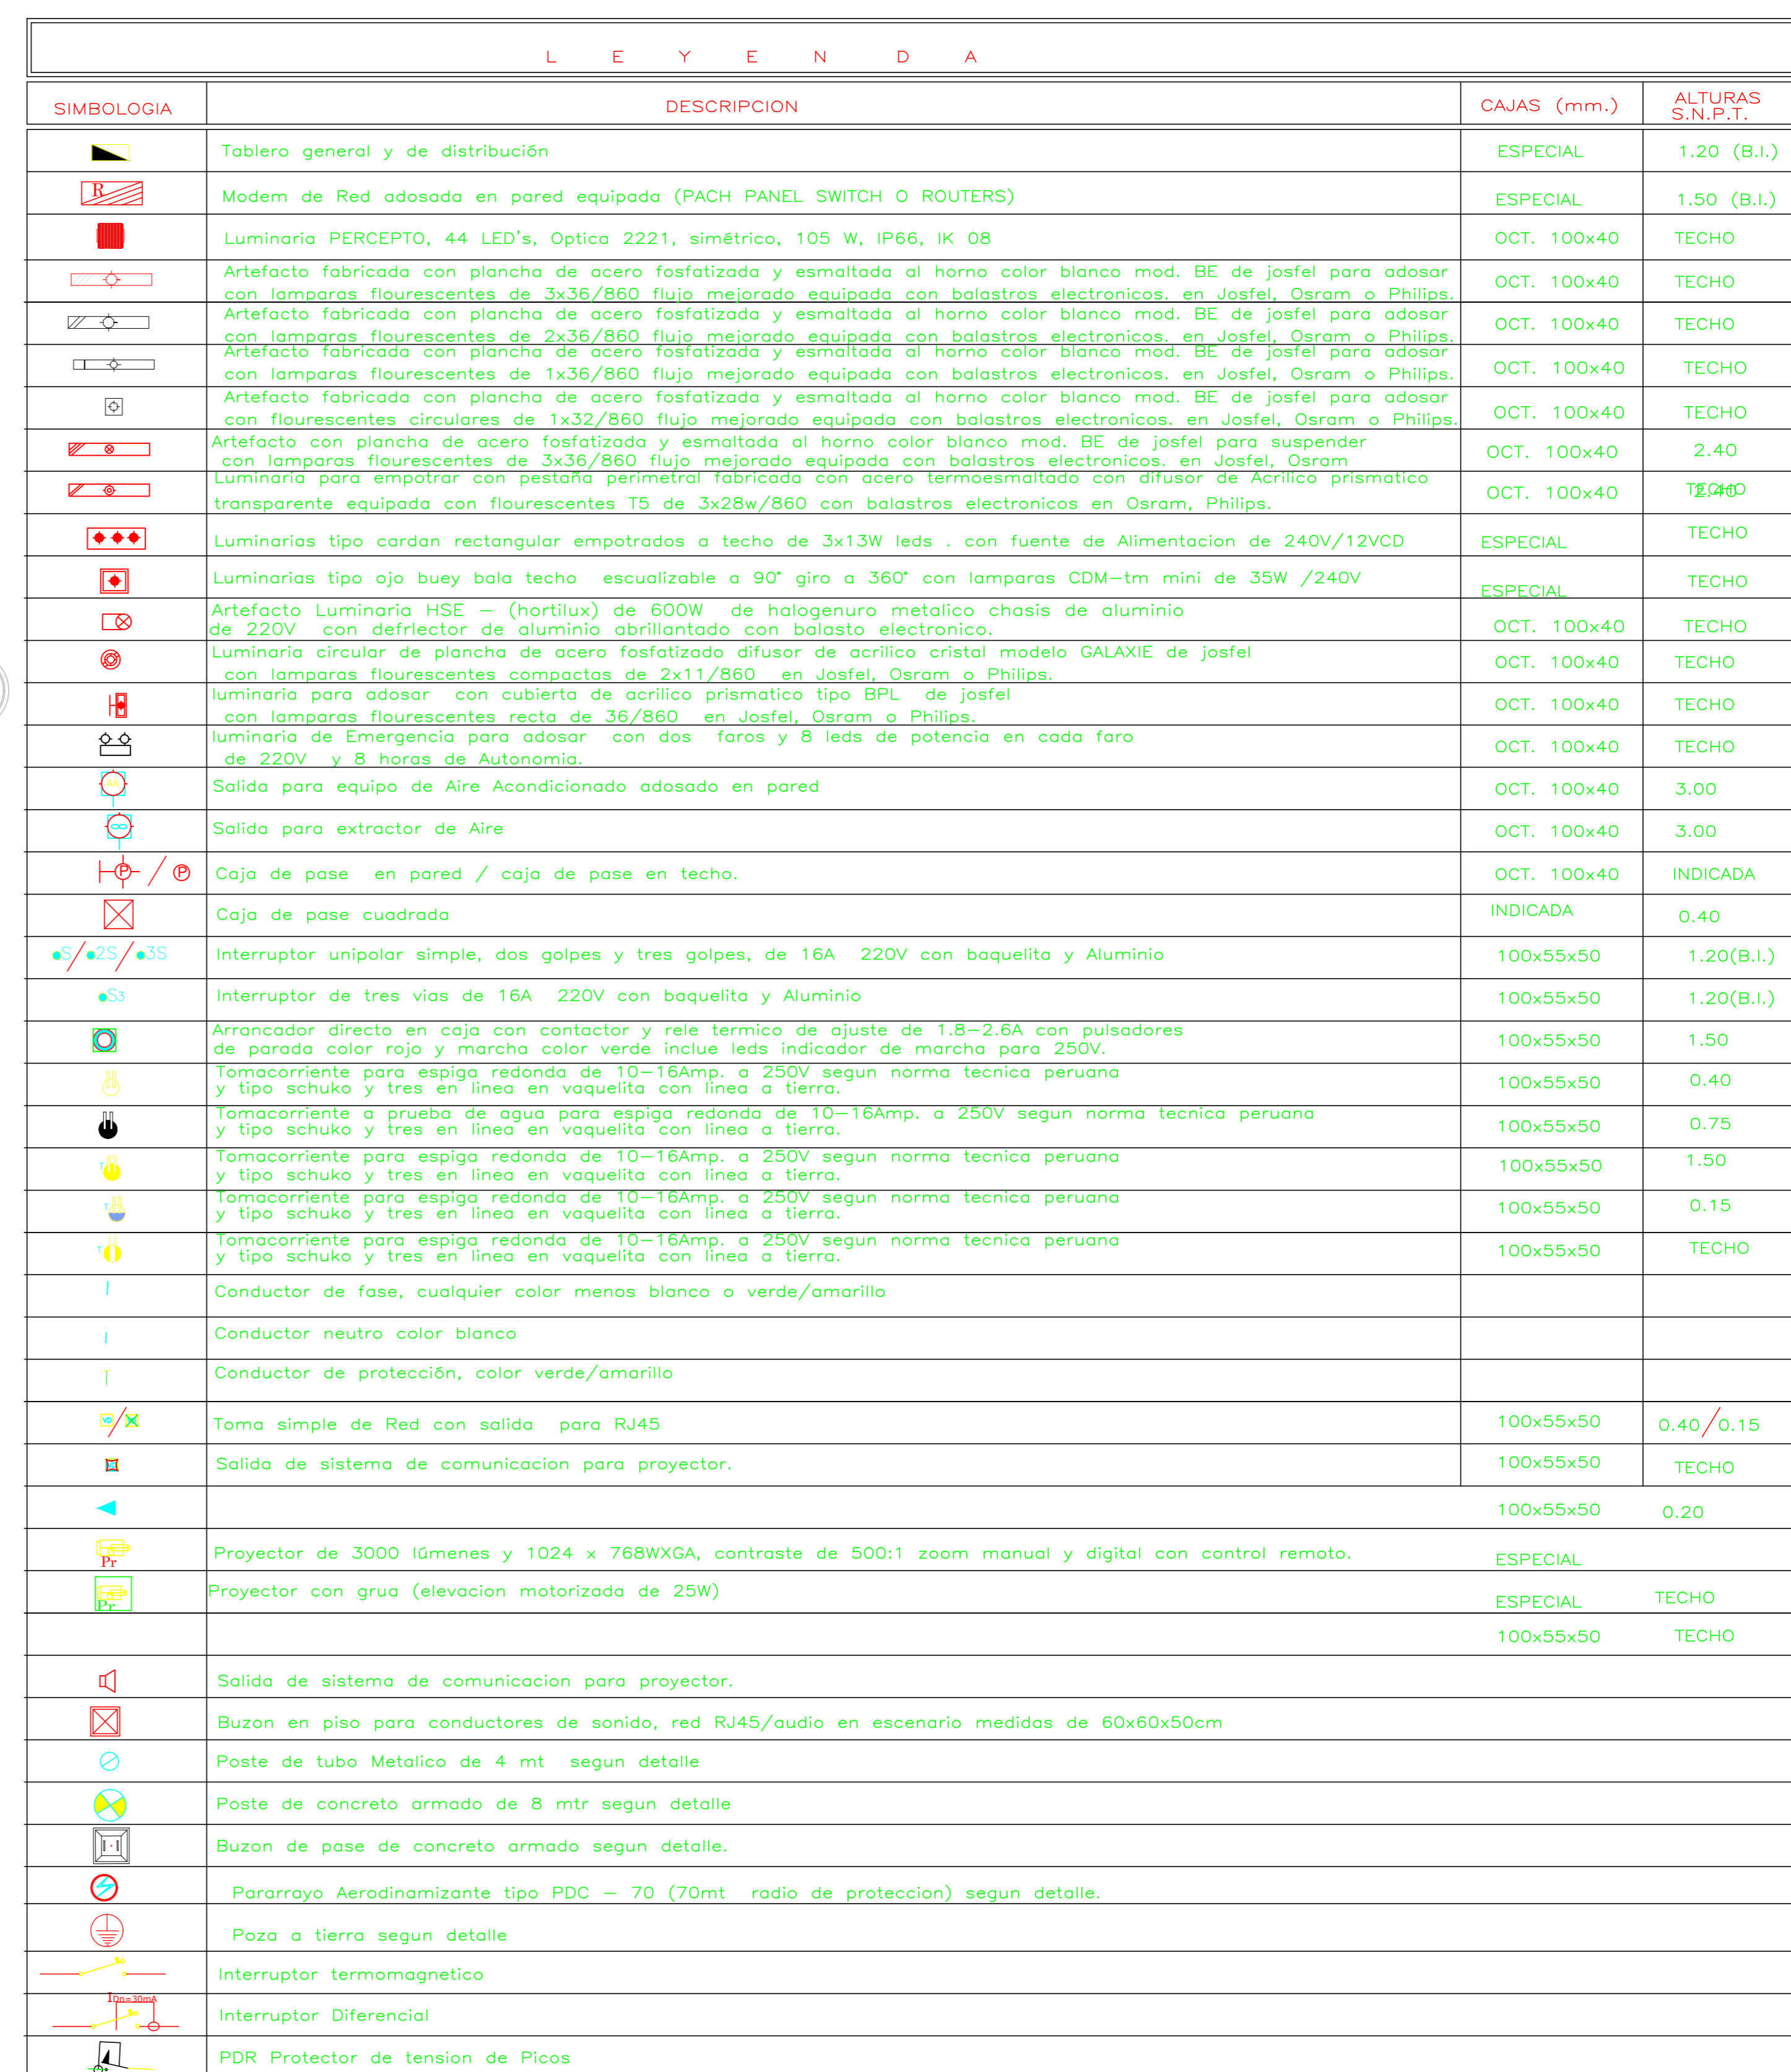 L E Y E N D A
SIMBOLOGIA DESCRIPCION CAJAS (mm.) ALTURAS S.N.P.T.
Tablero general y de distribución ESPECIAL 1.20 (B.I.)
R Modem de Red adosada en pared equipada (PACH PANEL SWITCH O ROUTERS) ESPECIAL 1.50 (B.I.)
Luminaria PERCEPTO, 44 LED's, Optica 2221, simétrico, 105 W, IP66, IK 08 OCT. 100x40 TECHO
Artefacto fabricada con plancha de acero fosfatizada y esmaltada al horno color blanco mod. BE de josfel para adosar
con lamparas flourescentes de 3x36/860 flujo mejorado equipada con balastros electronicos. en Josfel, Osram o Philips. OCT. 100x40 TECHO
Artefacto fabricada con plancha de acero fosfatizada y esmaltada al horno color blanco mod. BE de josfel para adosar
con lamparas flourescentes de 2x36/860 flujo mejorado equipada con balastros electronicos. en Josfel, Osram o Philips. OCT. 100x40 TECHO
Artefacto fabricada con plancha de acero fosfatizada y esmaltada al horno color blanco mod. BE de josfel para adosar
con lamparas flourescentes de 1x36/860 flujo mejorado equipada con balastros electronicos. en Josfel, Osram o Philips. OCT. 100x40 TECHO
Artefacto fabricada con plancha de acero fosfatizada y esmaltada al horno color blanco mod. BE de josfel para adosar
con flourescentes circulares de 1x32/860 flujo mejorado equipada con balastros electronicos. en Josfel, Osram o Philips. OCT. 100x40 TECHO
Artefacto con plancha de acero fosfatizada y esmaltada al horno color blanco mod. BE de josfel para suspender
con lamparas flourescentes de 3x36/860 flujo mejorado equipada con balastros electronicos. en Josfel, Osram OCT. 100x40 2.40
Luminaria para empotrar con pestaña perimetral fabricada con acero termoesmaltado con difusor de Acrilico prismatico
transparente equipada con flourescentes T5 de 3x28w/860 con balastros electronicos en Osram, Philips. OCT. 100x40 TECHO 2.40
Luminarias tipo cardan rectangular empotrados a techo de 3x13W leds . con fuente de Alimentacion de 240V/12VCD ESPECIAL TECHO
Luminarias tipo ojo buey bala techo escualizable a 90° giro a 360° con lamparas CDM-tm mini de 35W /240V ESPECIAL TECHO
Artefacto Luminaria HSE – (hortilux) de 600W de halogenuro metalico chasis de aluminio
de 220V con defrlector de aluminio abrillantado con balasto electronico. OCT. 100x40 TECHO
Luminaria circular de plancha de acero fosfatizado difusor de acrilico cristal modelo GALAXIE de josfel
con lamparas flourescentes compactas de 2x11/860 en Josfel, Osram o Philips. OCT. 100x40 TECHO
luminaria para adosar con cubierta de acrilico prismatico tipo BPL de josfel
con lamparas flourescentes recta de 36/860 en Josfel, Osram o Philips. OCT. 100x40 TECHO
luminaria de Emergencia para adosar con dos faros y 8 leds de potencia en cada faro
de 220V y 8 horas de Autonomia. OCT. 100x40 TECHO
Salida para equipo de Aire Acondicionado adosado en pared OCT. 100x40 3.00
Salida para extractor de Aire OCT. 100x40 3.00
P / P Caja de pase en pared / caja de pase en techo. OCT. 100x40 INDICADA
Caja de pase cuadrada INDICADA 0.40
S/ 2S/ 3S Interruptor unipolar simple, dos golpes y tres golpes, de 16A 220V con baquelita y Aluminio 100x55x50 1.20(B.I.)
S3 Interruptor de tres vias de 16A 220V con baquelita y Aluminio 100x55x50 1.20(B.I.)
Arrancador directo en caja con contactor y rele termico de ajuste de 1.8–2.6A con pulsadores
de parada color rojo y marcha color verde inclue leds indicador de marcha para 250V. 100x55x50 1.50
Tomacorriente para espiga redonda de 10–16Amp. a 250V segun norma tecnica peruana
y tipo schuko y tres en linea en vaquelita con linea a tierra. 100x55x50 0.40
Tomacorriente a prueba de agua para espiga redonda de 10–16Amp. a 250V segun norma tecnica peruana
y tipo schuko y tres en linea en vaquelita con linea a tierra. 100x55x50 0.75
T Tomacorriente para espiga redonda de 10–16Amp. a 250V segun norma tecnica peruana
y tipo schuko y tres en linea en vaquelita con linea a tierra. 100x55x50 1.50
T Tomacorriente para espiga redonda de 10–16Amp. a 250V segun norma tecnica peruana
y tipo schuko y tres en linea en vaquelita con linea a tierra. 100x55x50 0.15
T Tomacorriente para espiga redonda de 10–16Amp. a 250V segun norma tecnica peruana
y tipo schuko y tres en linea en vaquelita con linea a tierra. 100x55x50 TECHO
Conductor de fase, cualquier color menos blanco o verde/amarillo
Conductor neutro color blanco
Conductor de protección, color verde/amarillo
VD Toma simple de Red con salida para RJ45 100x55x50 0.40/0.15
Salida de sistema de comunicacion para proyector. 100x55x50 TECHO
100x55x50 0.20
Pr Proyector de 3000 lúmenes y 1024 x 768WXGA, contraste de 500:1 zoom manual y digital con control remoto. ESPECIAL
Pr Proyector con grua (elevacion motorizada de 25W) ESPECIAL TECHO
100x55x50 TECHO
Salida de sistema de comunicacion para proyector.
Buzon en piso para conductores de sonido, red RJ45/audio en escenario medidas de 60x60x50cm
Poste de tubo Metalico de 4 mt segun detalle
Poste de concreto armado de 8 mtr segun detalle
Buzon de pase de concreto armado segun detalle.
Pararrayo Aerodinamizante tipo PDC – 70 (70mt radio de proteccion) segun detalle.
Poza a tierra segun detalle
Interruptor termomagnetico
IDn=30mA Interruptor Diferencial
PDR Protector de tension de Picos